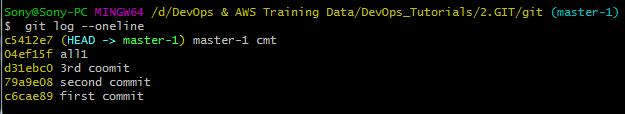 Sony@Sony-PC MINGW64 /d/DevOps & AWS Training Data/DevOps_Tutorials/2.GIT/git (master-1)
$  git log --oneline
c5412e7 (HEAD -> master-1) master-1 cmt
04ef15f all1
d31ebc0 3rd coomit
79a9e08 second commit
c6cae89 first commit